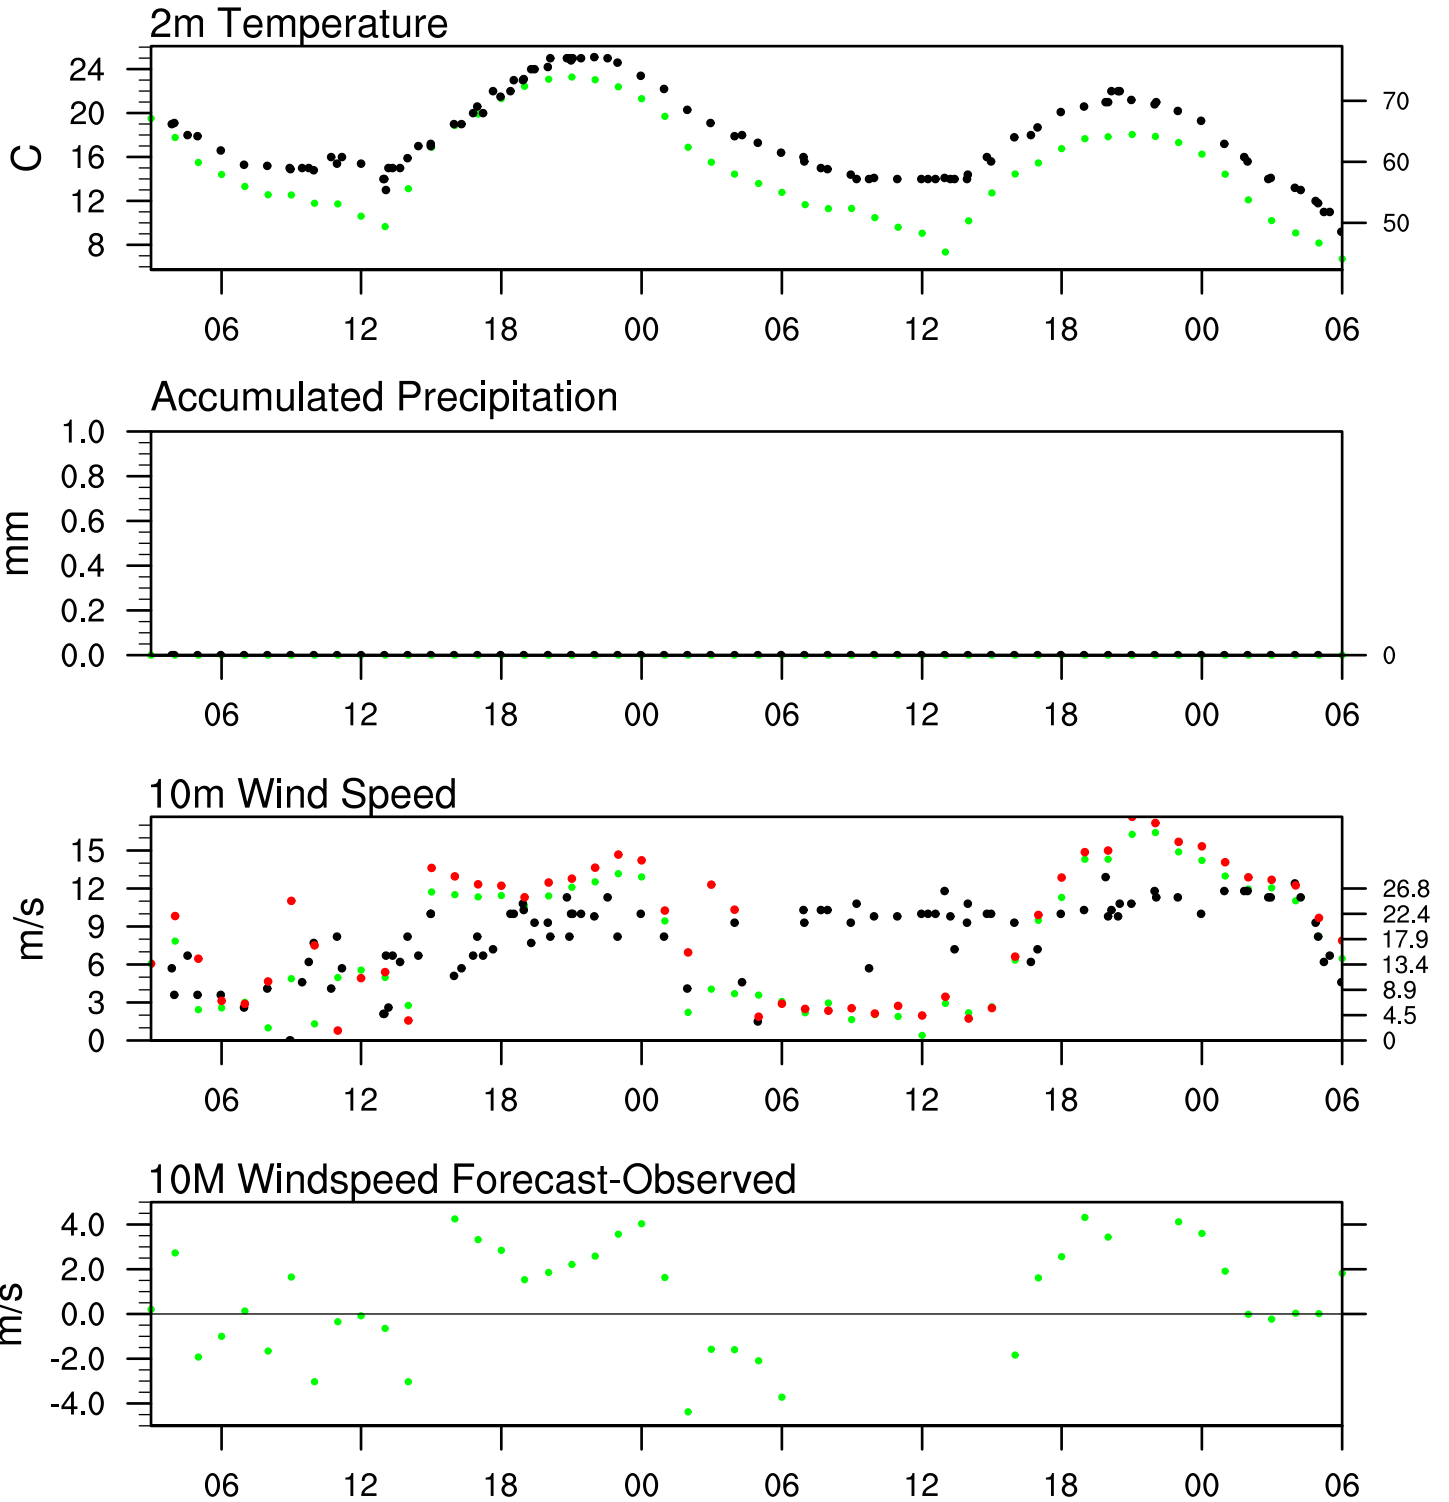 2m Temperature
24
20
16
12
8
C
70
60
50
06 12 18 00 06 12 18 00 06
Accumulated Precipitation
1.0
0.8
0.6
0.4
0.2
0.0
mm
0
06 12 18 00 06 12 18 00 06
10m Wind Speed
15
12
9
6
3
0
m/s
26.8
22.4
17.9
13.4
8.9
4.5
0
06 12 18 00 06 12 18 00 06
10M Windspeed Forecast-Observed
4.0
2.0
0.0
-2.0
-4.0
m/s
06 12 18 00 06 12 18 00 06